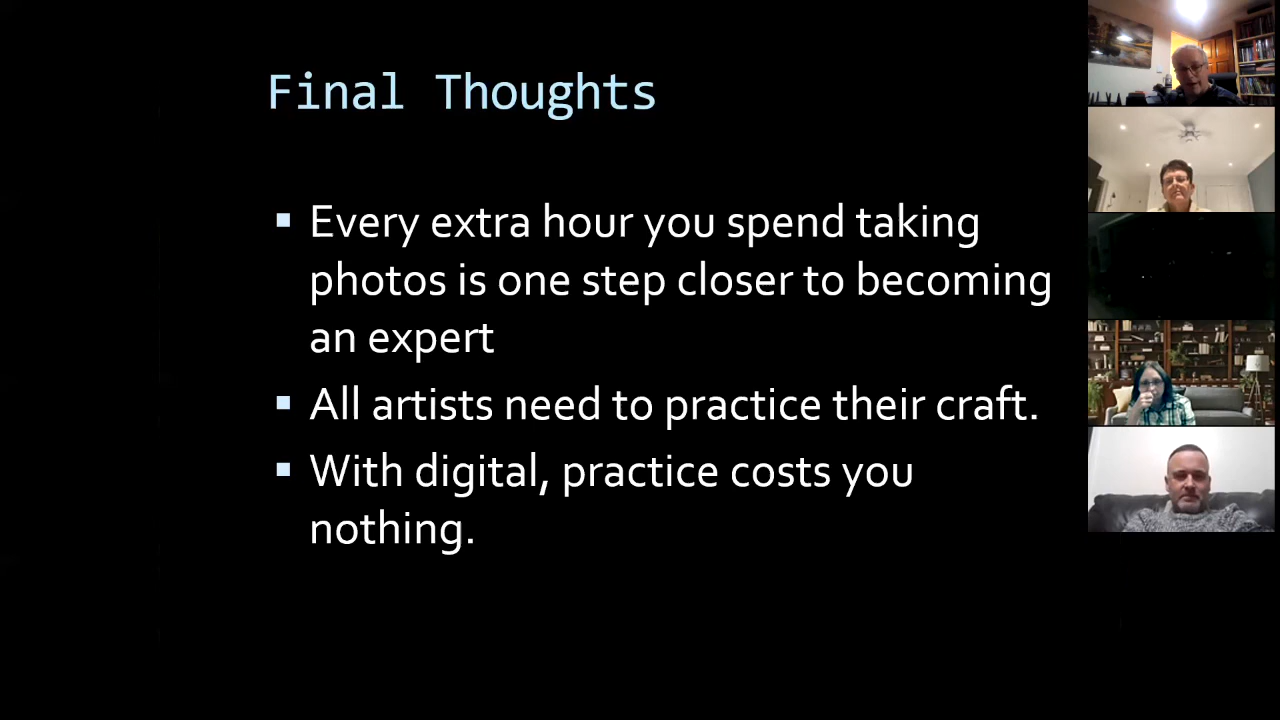 Final Thoughts
Every extra hour you spend taking
photos is one step closer to becoming
an expert
All artists need to practice their craft.
With digital, practice costs you
nothing.